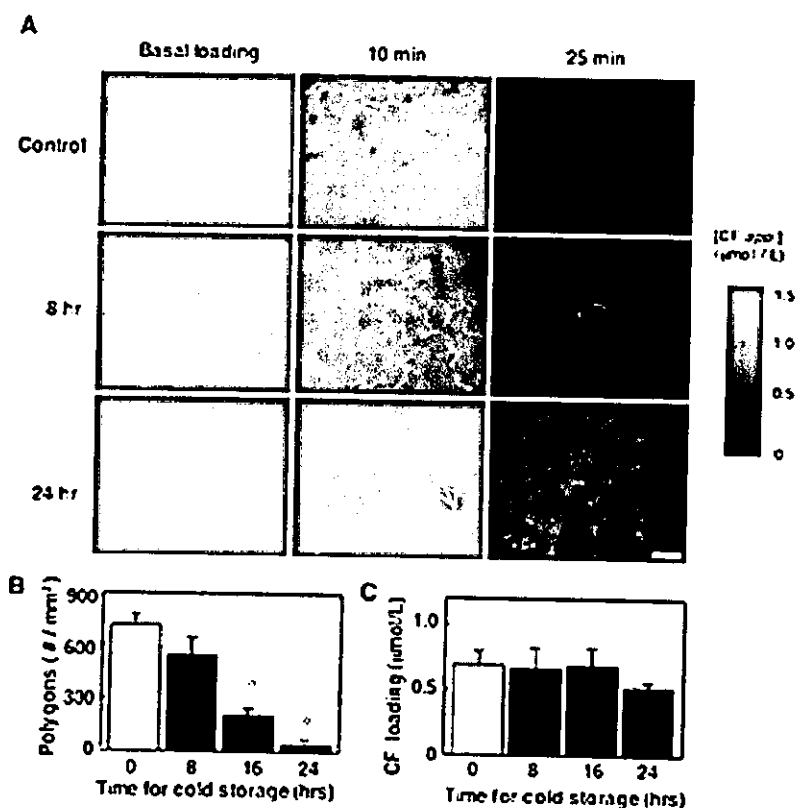 A
Basal loading 10 min 25 min
Control
8 hr
24 hr
(μmol/L)
1.5
1.0
0.5
0
B
Polygons (#/mm²)
900
600
300
0
0 8 16 24
Time for cold storage (hrs)
C
CF loading (μmol/L)
1.0
0.5
0
0 8 16 24
Time for cold storage (hrs)